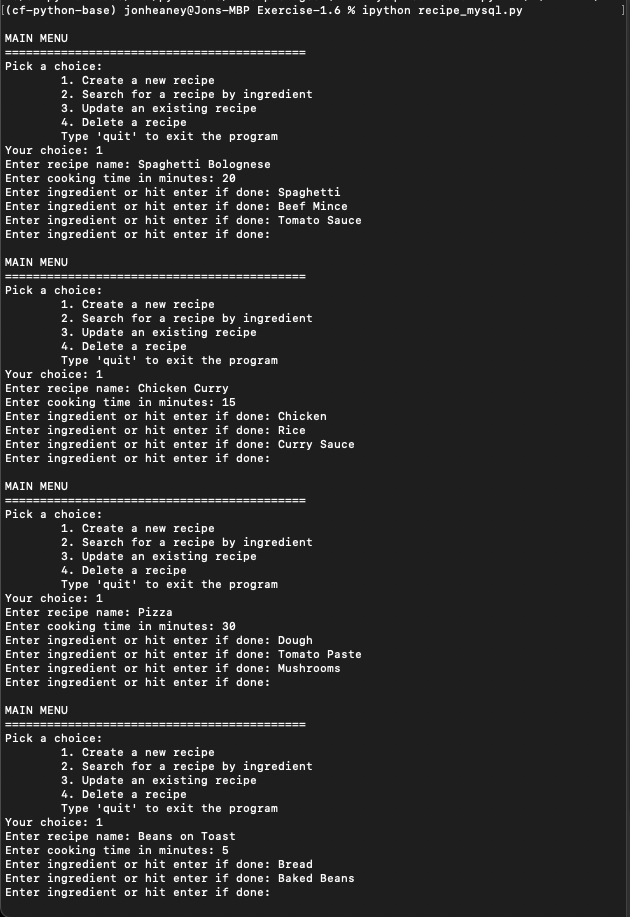 [(cf-python-base) jonheaney@Jons-MBP Exercise-1.6 % ipython recipe_mysql.py ]
MAIN MENU
===========================================
Pick a choice:
1. Create a new recipe
2. Search for a recipe by ingredient
3. Update an existing recipe
4. Delete a recipe
Type 'quit' to exit the program
Your choice: 1
Enter recipe name: Spaghetti Bolognese
Enter cooking time in minutes: 20
Enter ingredient or hit enter if done: Spaghetti
Enter ingredient or hit enter if done: Beef Mince
Enter ingredient or hit enter if done: Tomato Sauce
Enter ingredient or hit enter if done:
MAIN MENU
===========================================
Pick a choice:
1. Create a new recipe
2. Search for a recipe by ingredient
3. Update an existing recipe
4. Delete a recipe
Type 'quit' to exit the program
Your choice: 1
Enter recipe name: Chicken Curry
Enter cooking time in minutes: 15
Enter ingredient or hit enter if done: Chicken
Enter ingredient or hit enter if done: Rice
Enter ingredient or hit enter if done: Curry Sauce
Enter ingredient or hit enter if done:
MAIN MENU
===========================================
Pick a choice:
1. Create a new recipe
2. Search for a recipe by ingredient
3. Update an existing recipe
4. Delete a recipe
Type 'quit' to exit the program
Your choice: 1
Enter recipe name: Pizza
Enter cooking time in minutes: 30
Enter ingredient or hit enter if done: Dough
Enter ingredient or hit enter if done: Tomato Paste
Enter ingredient or hit enter if done: Mushrooms
Enter ingredient or hit enter if done:
MAIN MENU
===========================================
Pick a choice:
1. Create a new recipe
2. Search for a recipe by ingredient
3. Update an existing recipe
4. Delete a recipe
Type 'quit' to exit the program
Your choice: 1
Enter recipe name: Beans on Toast
Enter cooking time in minutes: 5
Enter ingredient or hit enter if done: Bread
Enter ingredient or hit enter if done: Baked Beans
Enter ingredient or hit enter if done: